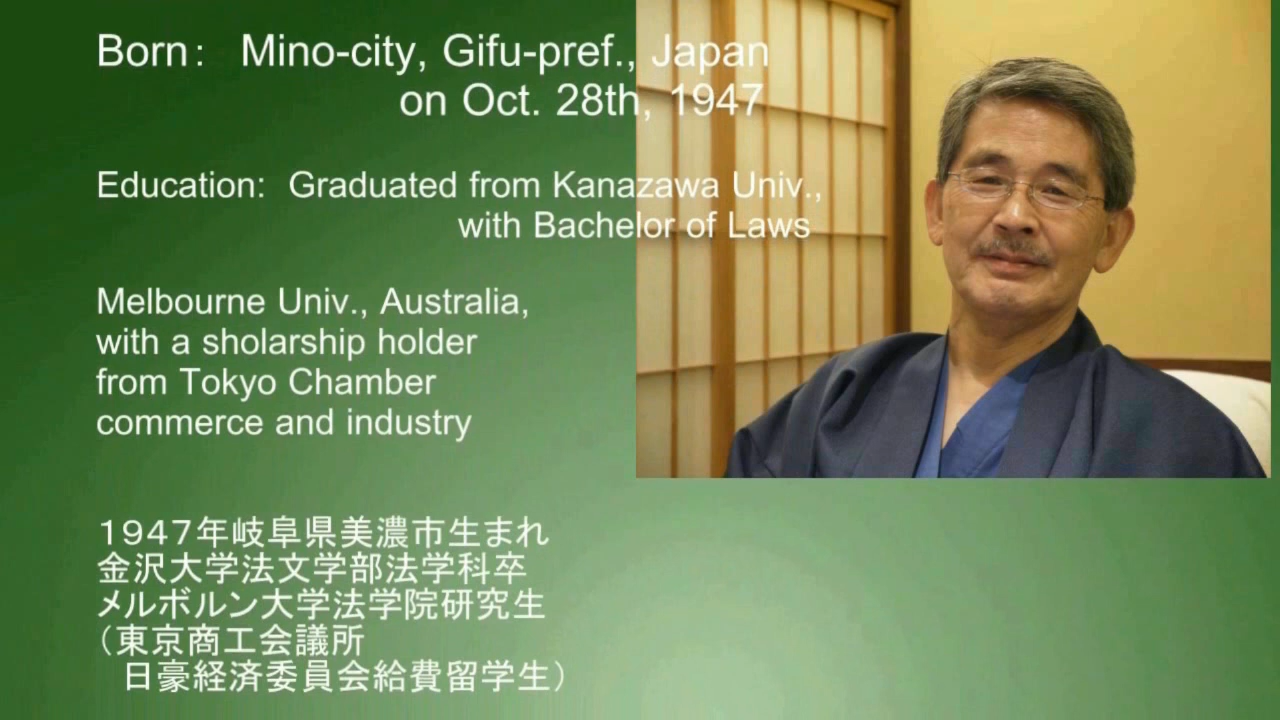 Born： Mino-city, Gifu-pref., Japan
on Oct. 28th, 1947
Education: Graduated from Kanazawa Univ.,
with Bachelor of Laws
Melbourne Univ., Australia,
with a sholarship holder
from Tokyo Chamber
commerce and industry
１９４７年岐阜県美濃市生まれ
金沢大学法文学部法学科卒
メルボルン大学法学院研究生
（東京商工会議所
日豪経済委員会給費留学生）